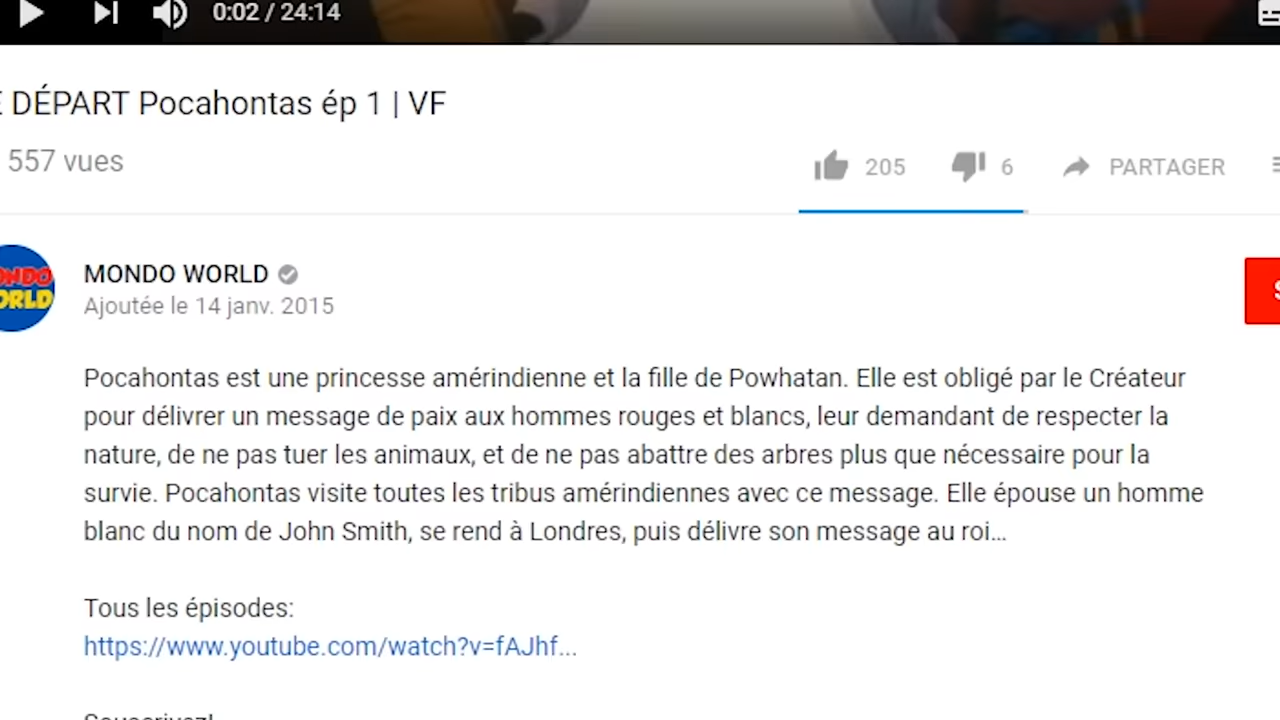 0:02 / 24:14
DÉPART Pocahontas ép 1 | VF
557 vues
205
6
PARTAGER
MONDO WORLD
Ajoutée le 14 janv. 2015
Pocahontas est une princesse amérindienne et la fille de Powhatan. Elle est obligé par le Créateur
pour délivrer un message de paix aux hommes rouges et blancs, leur demandant de respecter la
nature, de ne pas tuer les animaux, et de ne pas abattre des arbres plus que nécessaire pour la
survie. Pocahontas visite toutes les tribus amérindiennes avec ce message. Elle épouse un homme
blanc du nom de John Smith, se rend à Londres, puis délivre son message au roi...
Tous les épisodes:
https://www.youtube.com/watch?v=fAJhf...